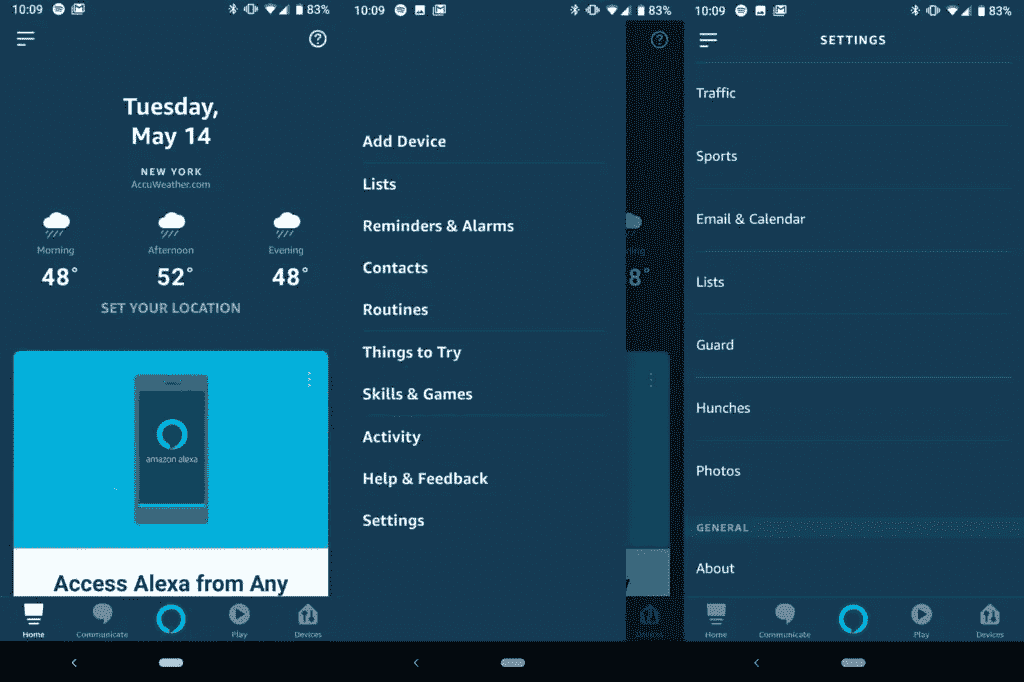 10:09
83%
Tuesday,
May 14
NEW YORK
AccuWeather.com
Morning
Afternoon
Evening
48°
52°
48°
SET YOUR LOCATION
amazon alexa
Access Alexa from Any
Home
Communicate
Play
Devices
10:09
83%
Add Device
Lists
Reminders & Alarms
Contacts
Routines
Things to Try
Skills & Games
Activity
Help & Feedback
Settings
8°
Devices
10:09
83%
SETTINGS
Traffic
Sports
Email & Calendar
Lists
Guard
Hunches
Photos
GENERAL
About
Home
Communicate
Play
Devices